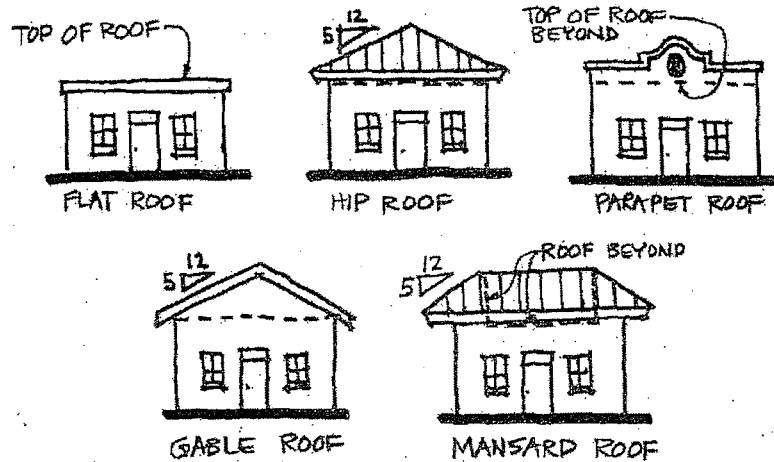 TOP OF ROOF
12
5
TOP OF ROOF
BEYOND
FLAT ROOF
HIP ROOF
PARAPET ROOF
12
5
12
5
ROOF BEYOND
GABLE ROOF
MANSARD ROOF